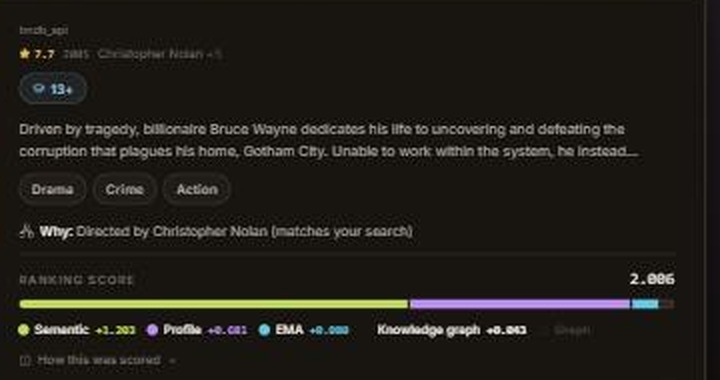 tmdb_api
★ 7.7 2005 Christopher Nolan +5
13+
Driven by tragedy, billionaire Bruce Wayne dedicates his life to uncovering and defeating the
corruption that plagues his home, Gotham City. Unable to work within the system, he instead...
Drama Crime Action
Why: Directed by Christopher Nolan (matches your search)
RANKING SCORE 2.006
Semantic +1.203 Profile +0.681 EMA +0.080 Knowledge graph +0.043 Graph
How this was scored